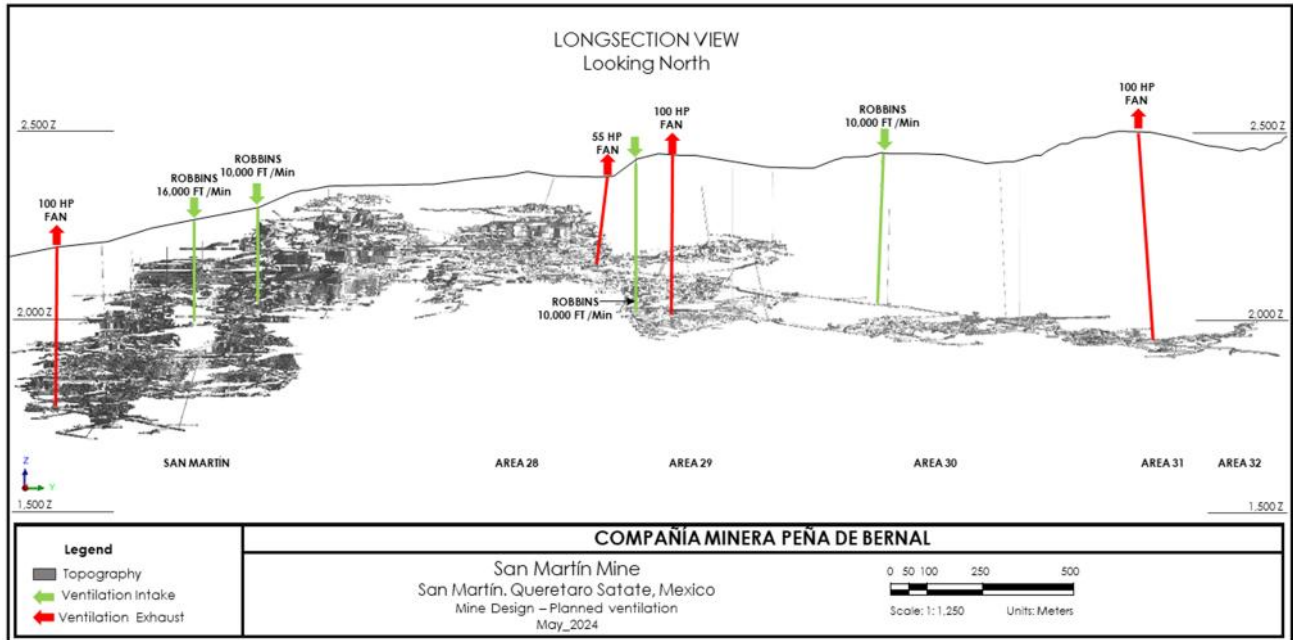 LONGSECTION VIEW
Looking North
2,500 Z
2,500 Z
100 HP
FAN
ROBBINS
16,000 FT /Min
ROBBINS
10,000 FT /Min
55 HP
FAN
100 HP
FAN
ROBBINS
10,000 FT /Min
100 HP
FAN
ROBBINS
10,000 FT /Min
2,000 Z
2,000 Z
SAN MARTÍN
AREA 28
AREA 29
AREA 30
AREA 31
AREA 32
Z
Y
1,500 Z
1,500 Z
Legend
Topography
Ventilation Intake
Ventilation Exhaust
COMPAÑÍA MINERA PEÑA DE BERNAL
San Martín Mine
San Martín. Queretaro Satate, Mexico
Mine Design – Planned ventilation
May_2024
0 50 100 250 500
Scale: 1: 1,250 Units: Meters